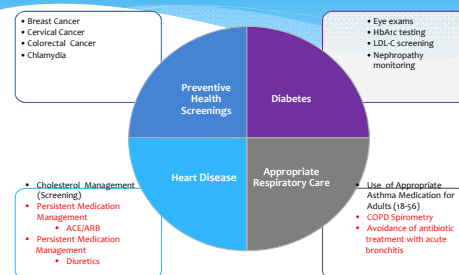 • Breast Cancer
• Cervical Cancer
• Colorectal Cancer
• Chlamydia
• Eye exams
• HbA1c testing
• LDL-C screening
• Nephropathy
monitoring
Preventive
Health
Screenings
Diabetes
Heart Disease
Appropriate
Respiratory Care
• Cholesterol Management
(Screening)
• Persistent Medication
Management
• ACE/ARB
• Persistent Medication
Management
• Diuretics
• Use of Appropriate
Asthma Medication for
Adults (18-56)
• COPD Spirometry
• Avoidance of antibiotic
treatment with acute
bronchitis